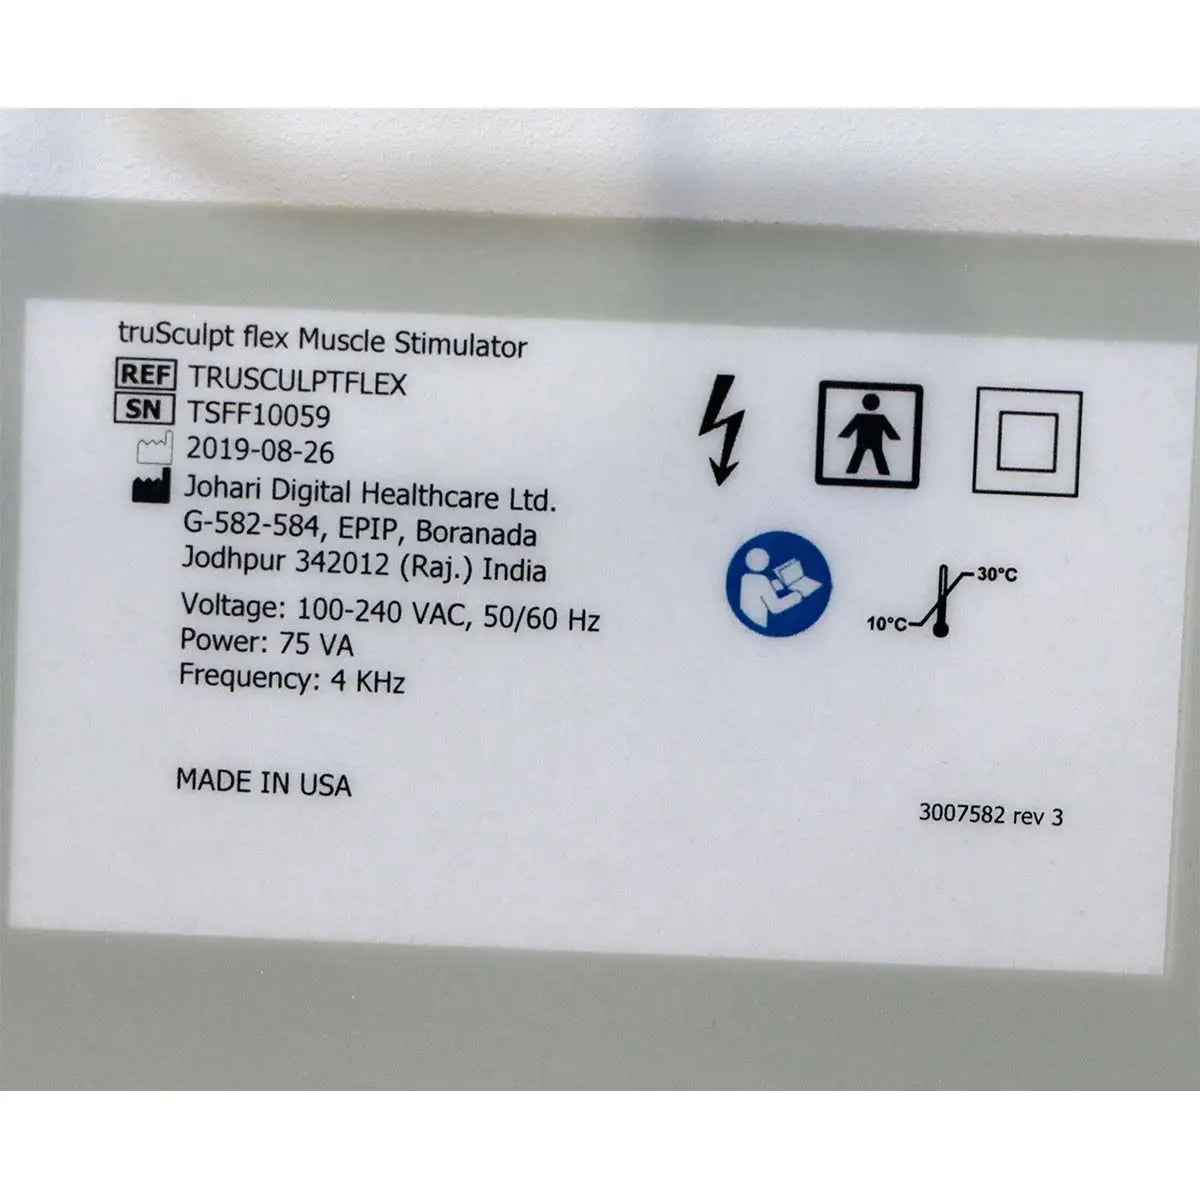 truSculpt flex Muscle Stimulator
REF TRUSCULPTFLEX
SN TSFF10059
2019-08-26
Johari Digital Healthcare Ltd.
G-582-584, EPIP, Boranada
Jodhpur 342012 (Raj.) India
Voltage: 100-240 VAC, 50/60 Hz
Power: 75 VA
Frequency: 4 KHz
MADE IN USA
30°C
10°C
3007582 rev 3